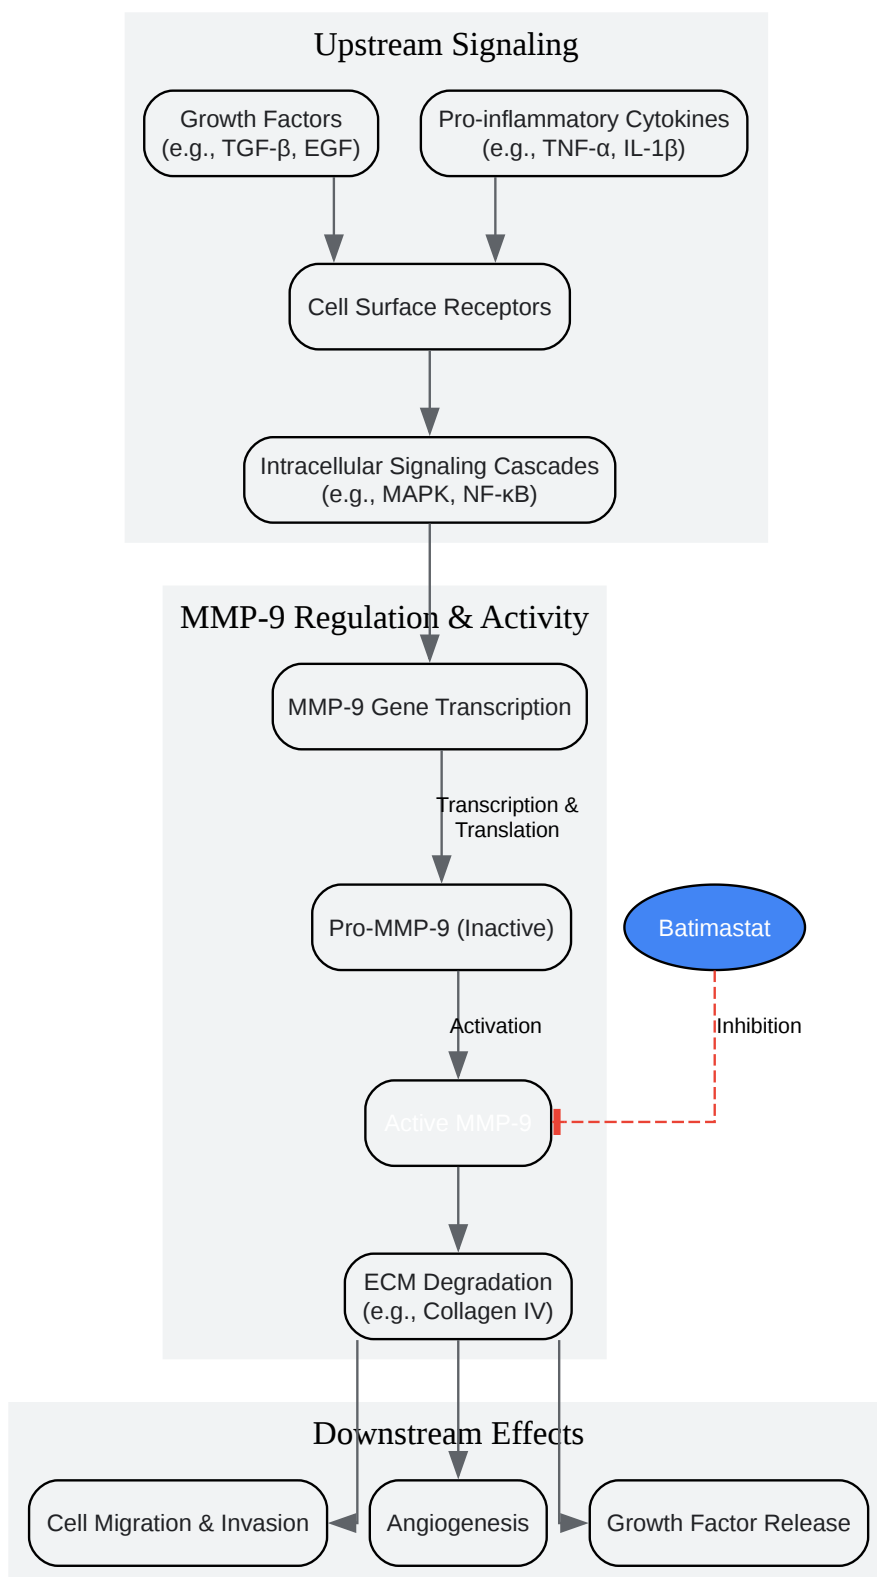 Upstream Signaling
Growth Factors
(e.g., TGF-β, EGF)
Pro-inflammatory Cytokines
(e.g., TNF-α, IL-1β)
Cell Surface Receptors
Intracellular Signaling Cascades
(e.g., MAPK, NF-κB)
MMP-9 Regulation & Activity
MMP-9 Gene Transcription
Transcription &
Translation
Pro-MMP-9 (Inactive)
Batimastat
Activation
Inhibition
Active MMP-9
ECM Degradation
(e.g., Collagen IV)
Downstream Effects
Cell Migration & Invasion
Angiogenesis
Growth Factor Release